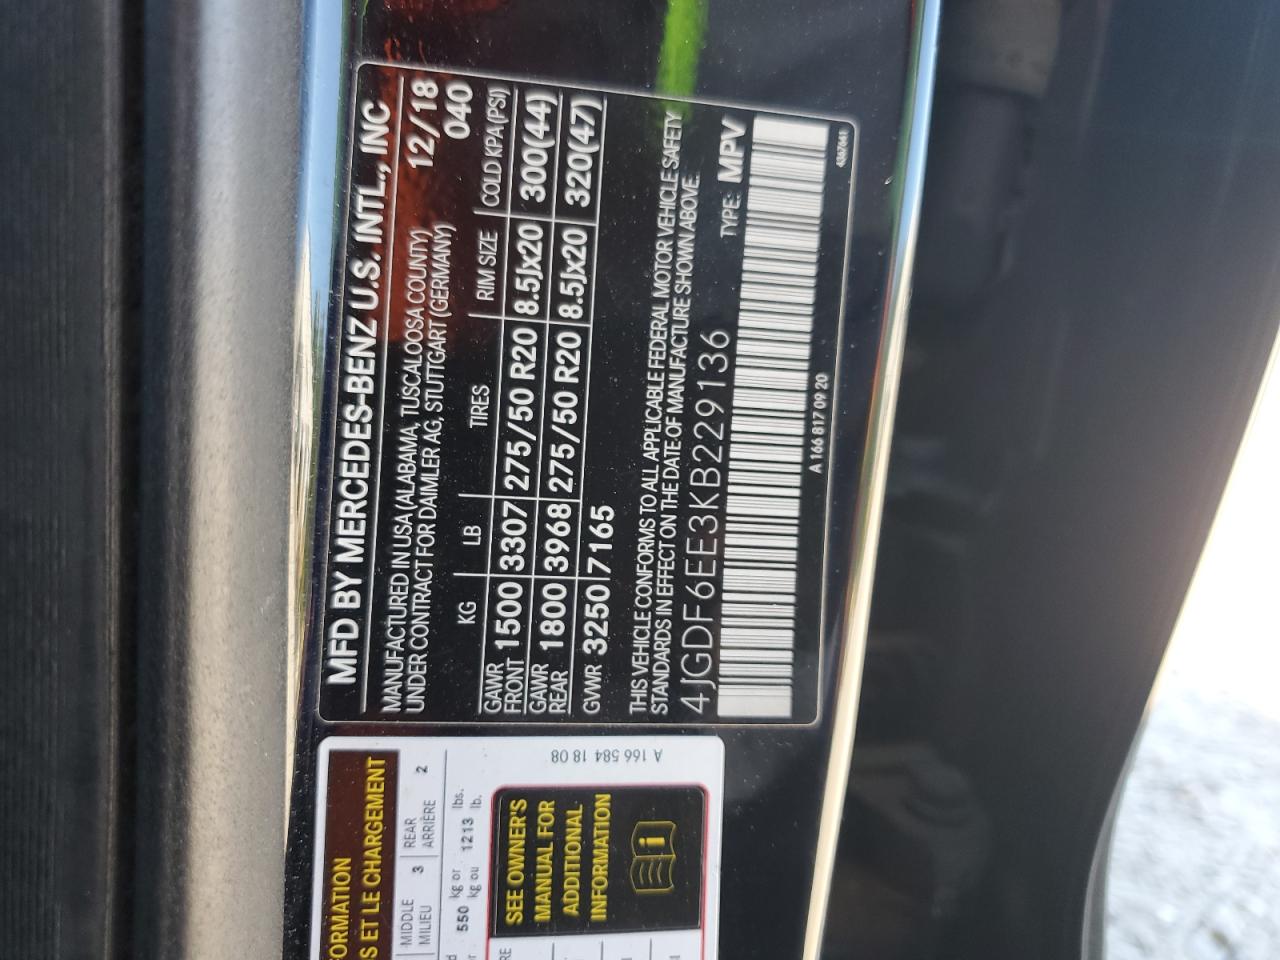 MFD BY MERCEDES-BENZ U.S. INTL., INC
MANUFACTURED IN USA (ALABAMA, TUSCALOOSA COUNTY) 12/18
UNDER CONTRACT FOR DAIMLER AG, STUTTGART (GERMANY) 040
KG LB TIRES RIM SIZE COLD KPA (PSI)
GAWR
FRONT 1500 3307 275/50 R20 8.5Jx20 300(44)
GAWR
REAR 1800 3968 275/50 R20 8.5Jx20 320(47)
GVWR 3250 7165
THIS VEHICLE CONFORMS TO ALL APPLICABLE FEDERAL MOTOR VEHICLE SAFETY
STANDARDS IN EFFECT ON THE DATE OF MANUFACTURE SHOWN ABOVE.
4JGDF6EE3KB229136 TYPE: MPV
A 166 817 09 20 4367641
ORMATION
S ET LE CHARGEMENT
MIDDLE 3 REAR 2
MILIEU ARRIÈRE
550 kg or 1213 lbs.
kg ou lb.
SEE OWNER'S
MANUAL FOR
ADDITIONAL
INFORMATION
A 166 584 18 08